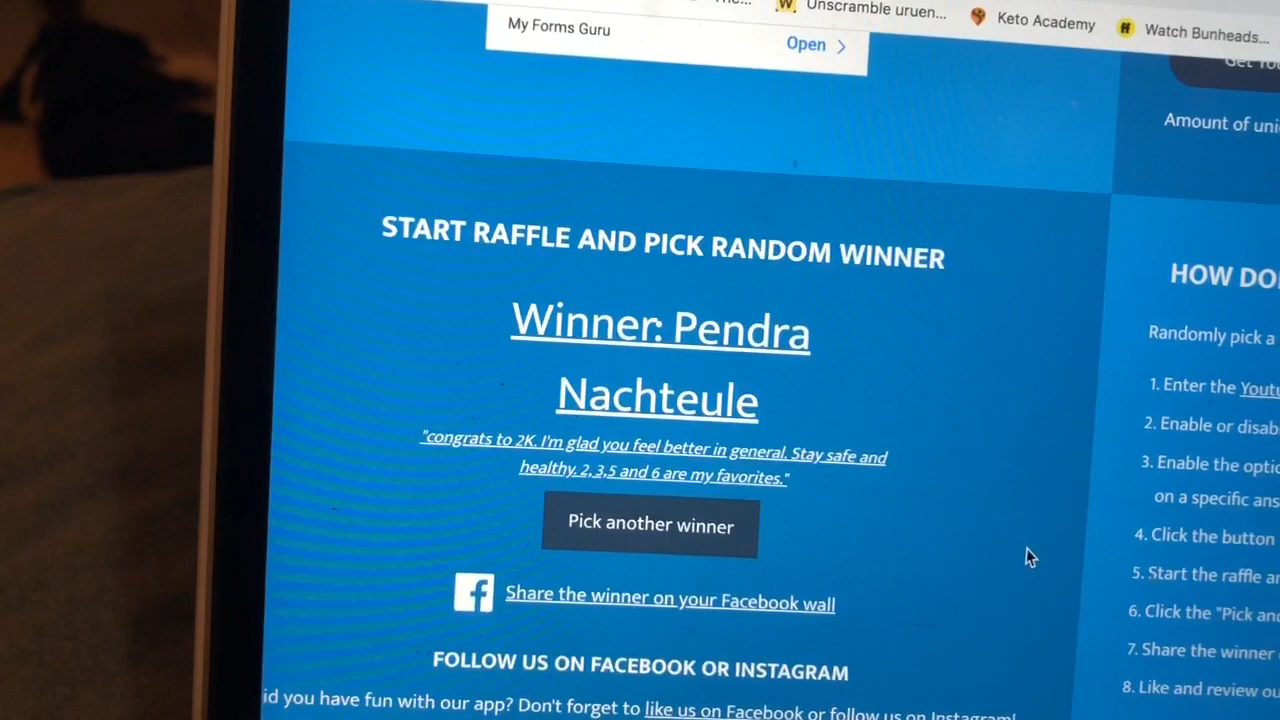 Unscramble uruen...
Keto Academy
Watch Bunheads...
My Forms Guru
Open
Amount of uni
START RAFFLE AND PICK RANDOM WINNER
Winner: Pendra
Nachteule
"congrats to 2K. I'm glad you feel better in general. Stay safe and
healthy. 2, 3,5 and 6 are my favorites."
Pick another winner
Share the winner on your Facebook wall
FOLLOW US ON FACEBOOK OR INSTAGRAM
id you have fun with our app? Don't forget to like us on Facebook or follow us on Instagram!
HOW DO
Randomly pick a
1. Enter the Yout
2. Enable or disab
3. Enable the optio
on a specific ans
4. Click the button
5. Start the raffle an
6. Click the "Pick and
7. Share the winner
8. Like and review ou